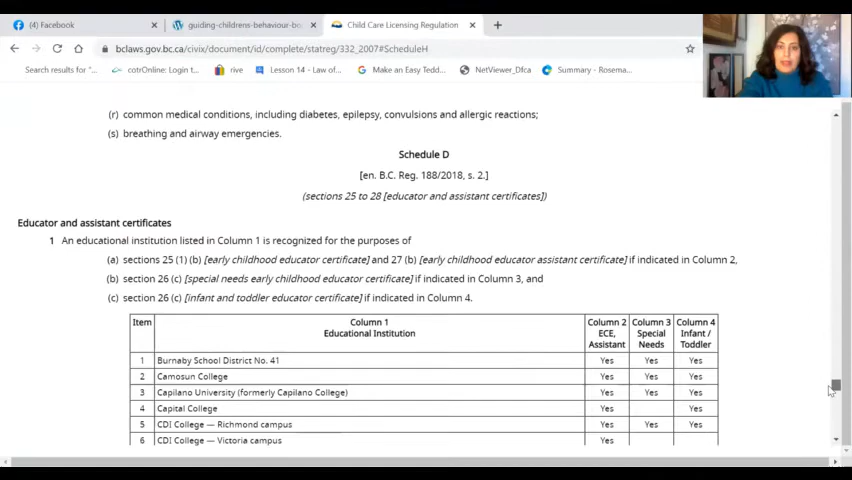 (4) Facebook
guiding-childrens-behaviour-bo
Child Care Licensing Regulation
bclaws.gov.bc.ca/civix/document/id/complete/statreg/332_2007#ScheduleH
Search results for "...
cotrOnline: Login t...
rive
Lesson 14 - Law of...
Make an Easy Tedd...
NetViewer_Dfca
Summary - Rosema...
(r) common medical conditions, including diabetes, epilepsy, convulsions and allergic reactions;
(s) breathing and airway emergencies.
Schedule D
[en. B.C. Reg. 188/2018, s. 2.]
(sections 25 to 28 [educator and assistant certificates])
Educator and assistant certificates
1 An educational institution listed in Column 1 is recognized for the purposes of
(a) sections 25 (1) (b) [early childhood educator certificate] and 27 (b) [early childhood educator assistant certificate] if indicated in Column 2,
(b) section 26 (c) [special needs early childhood educator certificate] if indicated in Column 3, and
(c) section 26 (c) [infant and toddler educator certificate] if indicated in Column 4.
Item Column 1 Column 2 Column 3 Column 4
Educational Institution ECE, Special Infant /
Assistant Needs Toddler
1 Burnaby School District No. 41 Yes Yes Yes
2 Camosun College Yes Yes Yes
3 Capilano University (formerly Capilano College) Yes Yes Yes
4 Capital College Yes Yes
5 CDI College — Richmond campus Yes Yes Yes
6 CDI College — Victoria campus Yes